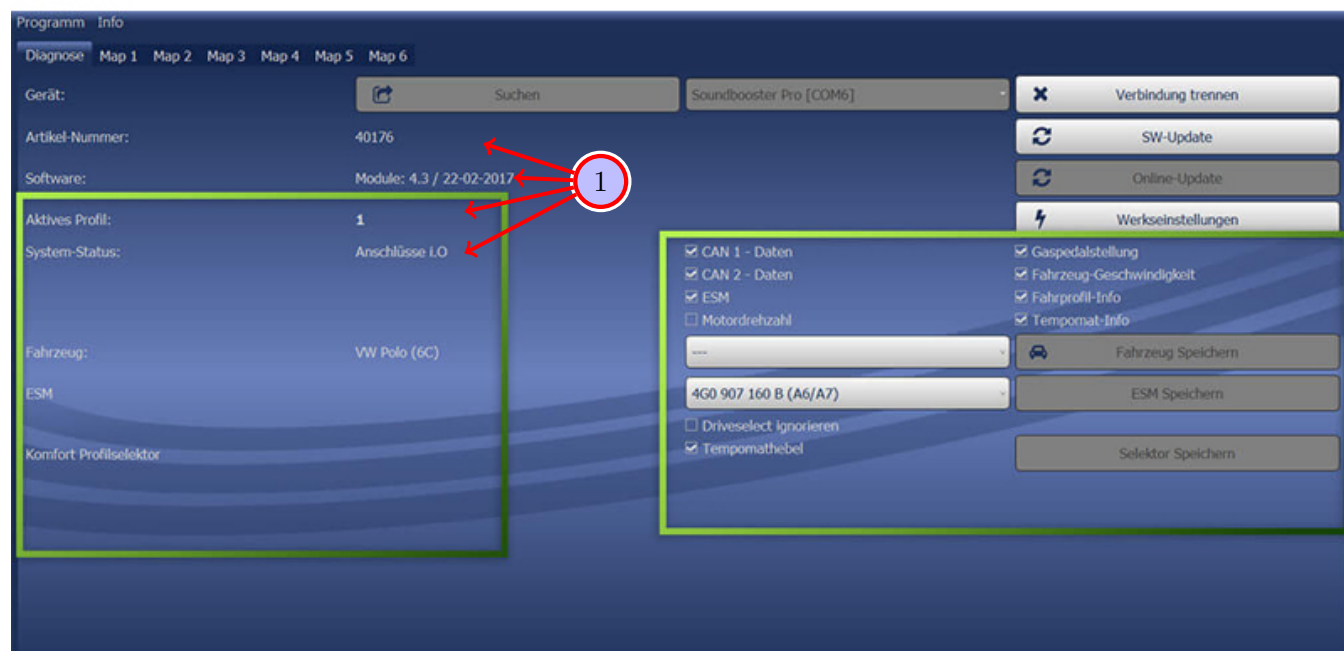 Programm Info
Diagnose Map 1 Map 2 Map 3 Map 4 Map 5 Map 6
Gerät: Suchen Soundbooster Pro [COM6] Verbindung trennen
Artikel-Nummer: 40176 SW-Update
1
Software: Module: 4.3 / 22-02-2017 Online-Update
Aktives Profil: 1 Werkseinstellungen
System-Status: Anschlüsse i.O CAN 1 - Daten Gaspedalstellung
CAN 2 - Daten Fahrzeug-Geschwindigkeit
ESM Fahrprofil-Info
Motordrehzahl Tempomat-Info
Fahrzeug: VW Polo (6C) --- Fahrzeug Speichern
ESM 4G0 907 160 B (A6/A7) ESM Speichern
Driveselect ignorieren
Komfort Profilselektor Tempomathebel Selektor Speichern